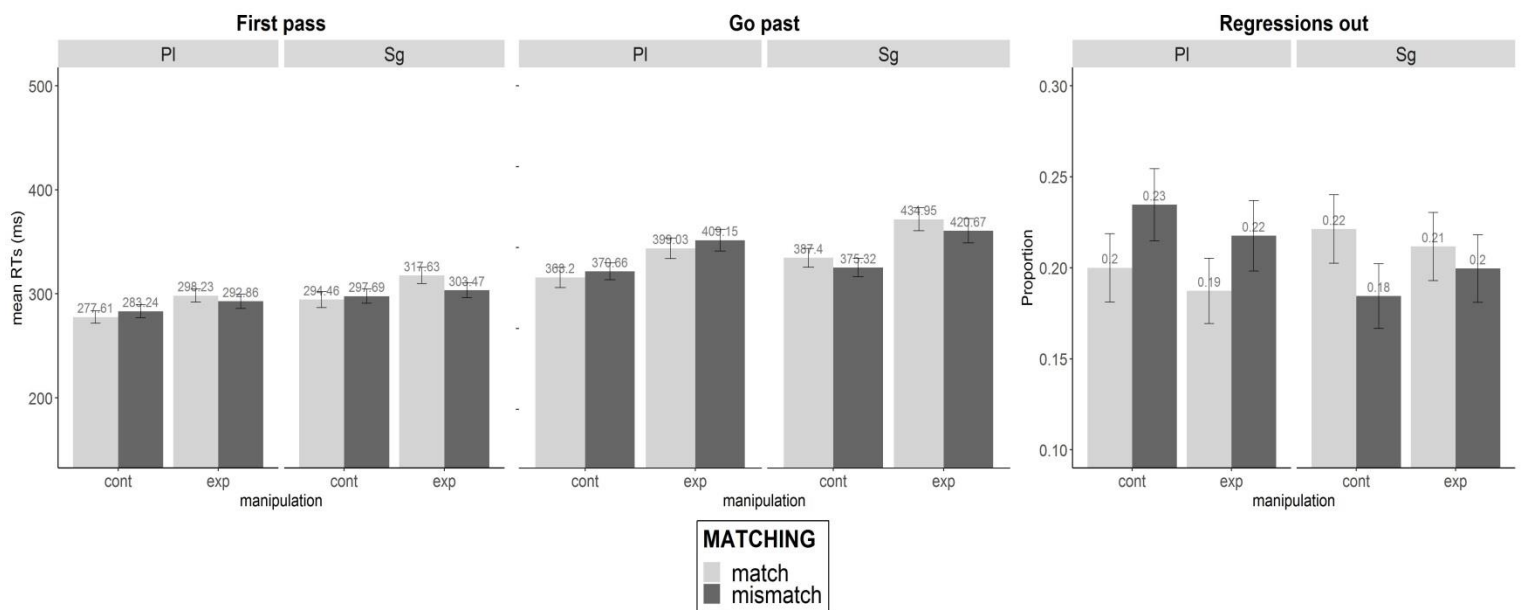 First pass
Go past
Regressions out
Pl
Sg
Pl
Sg
Pl
Sg
500
400
300
200
mean RTs (ms)
277.61
283.24
298.23
292.86
294.46
297.69
317.63
303.47
370.66
399.03
409.15
387.4
375.32
434.95
420.67
0.30
0.25
0.20
0.15
0.10
Proportion
0.2
0.23
0.19
0.22
0.22
0.18
0.21
0.2
cont
exp
cont
exp
cont
exp
cont
exp
cont
exp
cont
exp
manipulation
manipulation
manipulation
MATCHING
match
mismatch